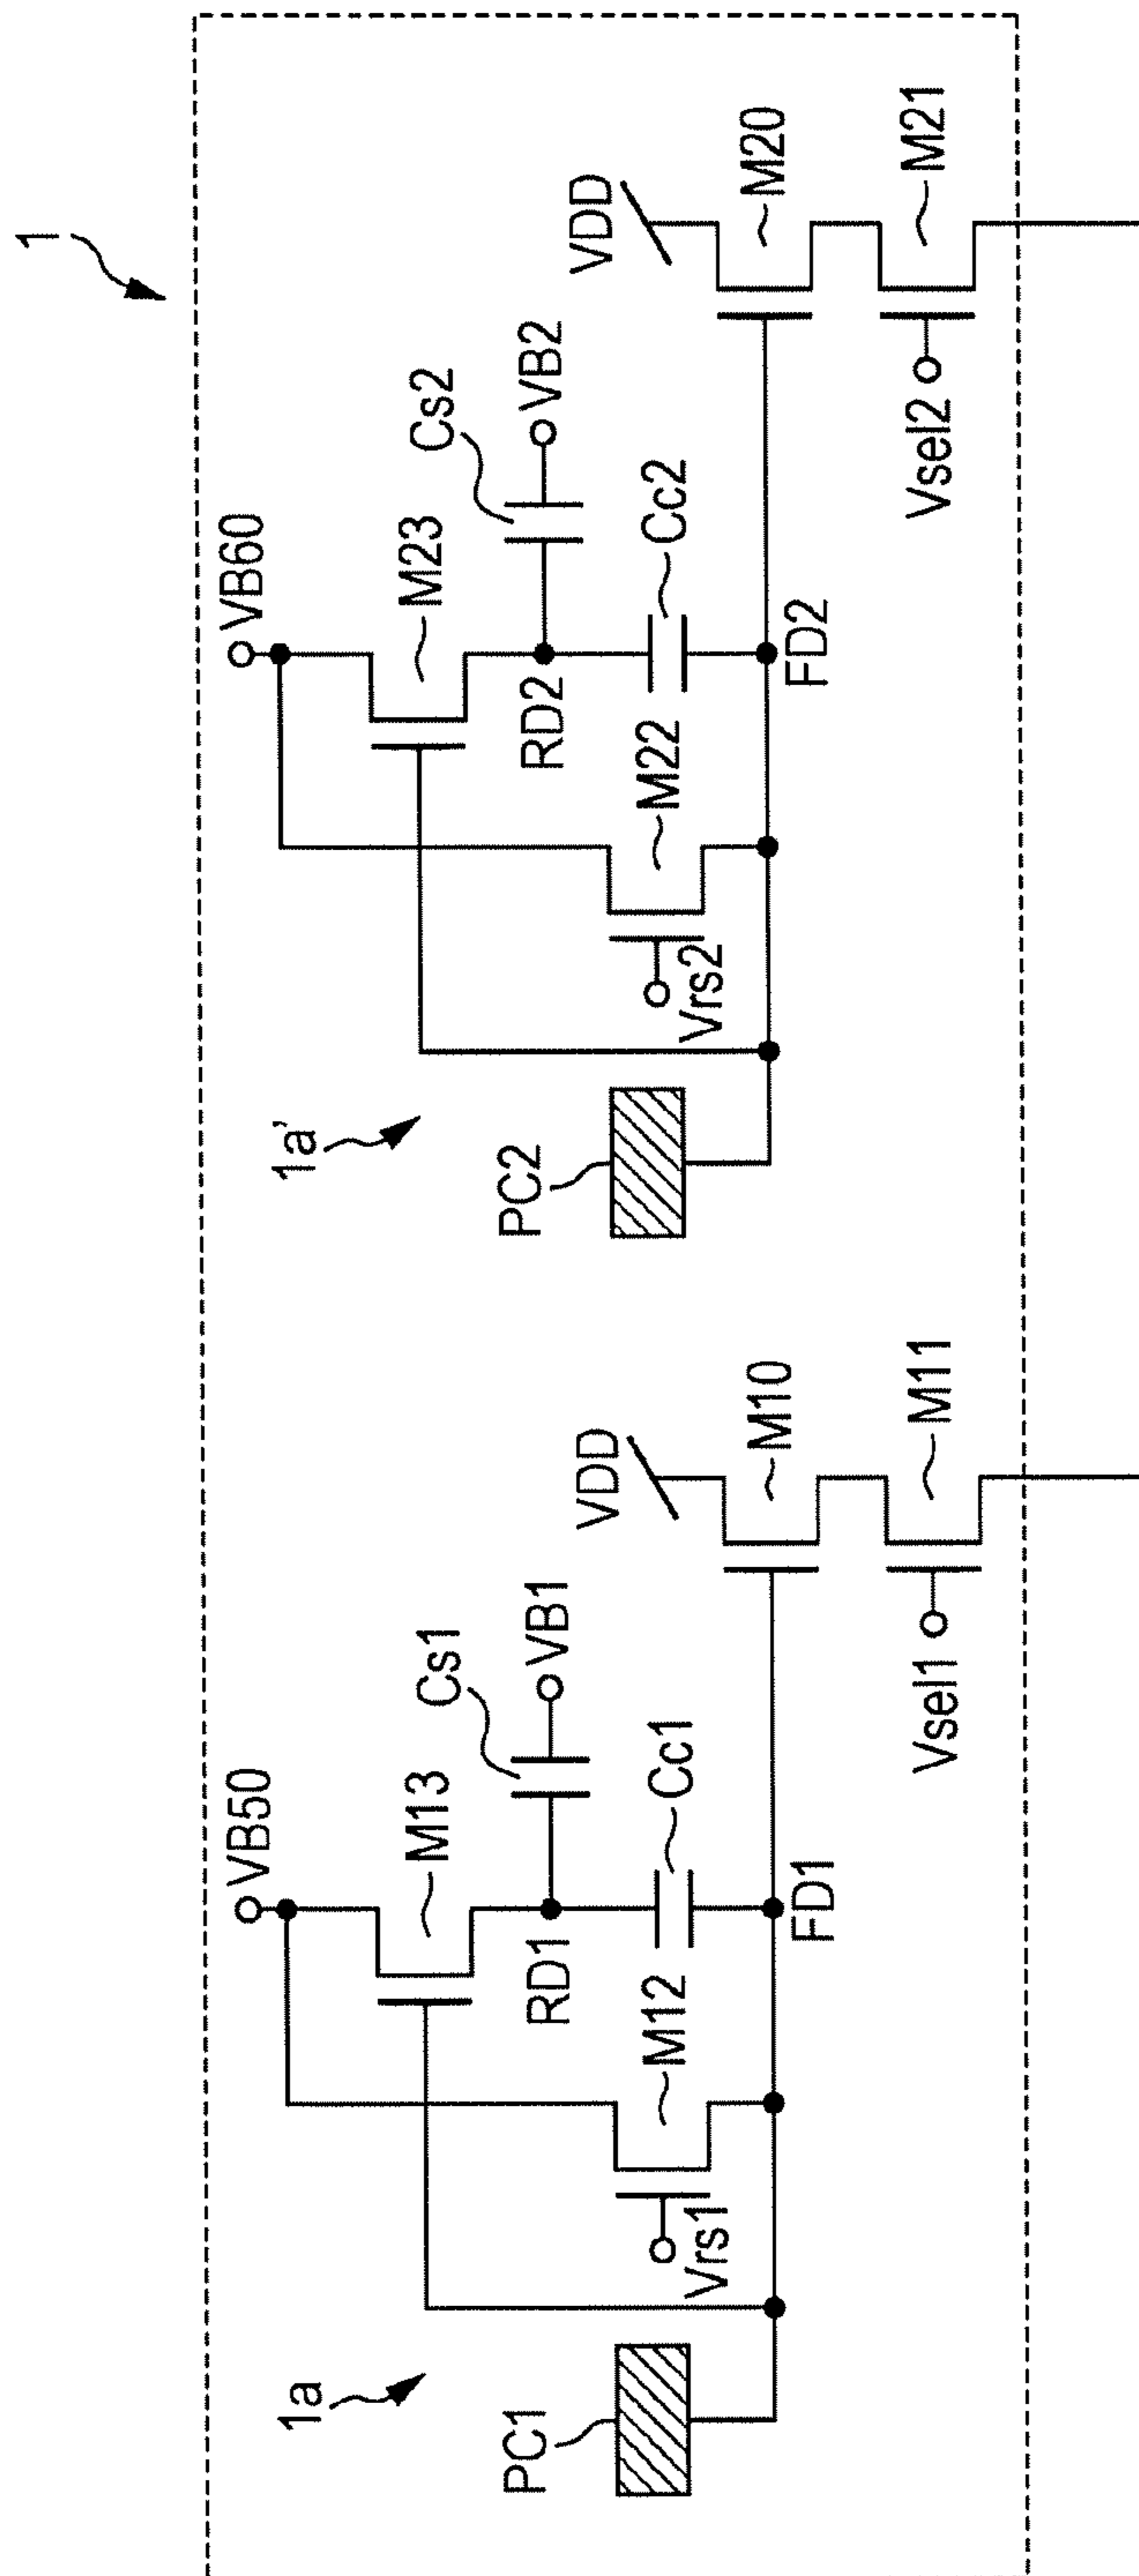 1
1a
PC1
VB50
M13
Cs1
VB1
RD1
Cc1
M12
Vrs1
FD1
VDD
M10
M11
Vsel1
1a'
PC2
VB60
M23
Cs2
VB2
RD2
Cc2
M22
Vrs2
FD2
VDD
M20
M21
Vsel2